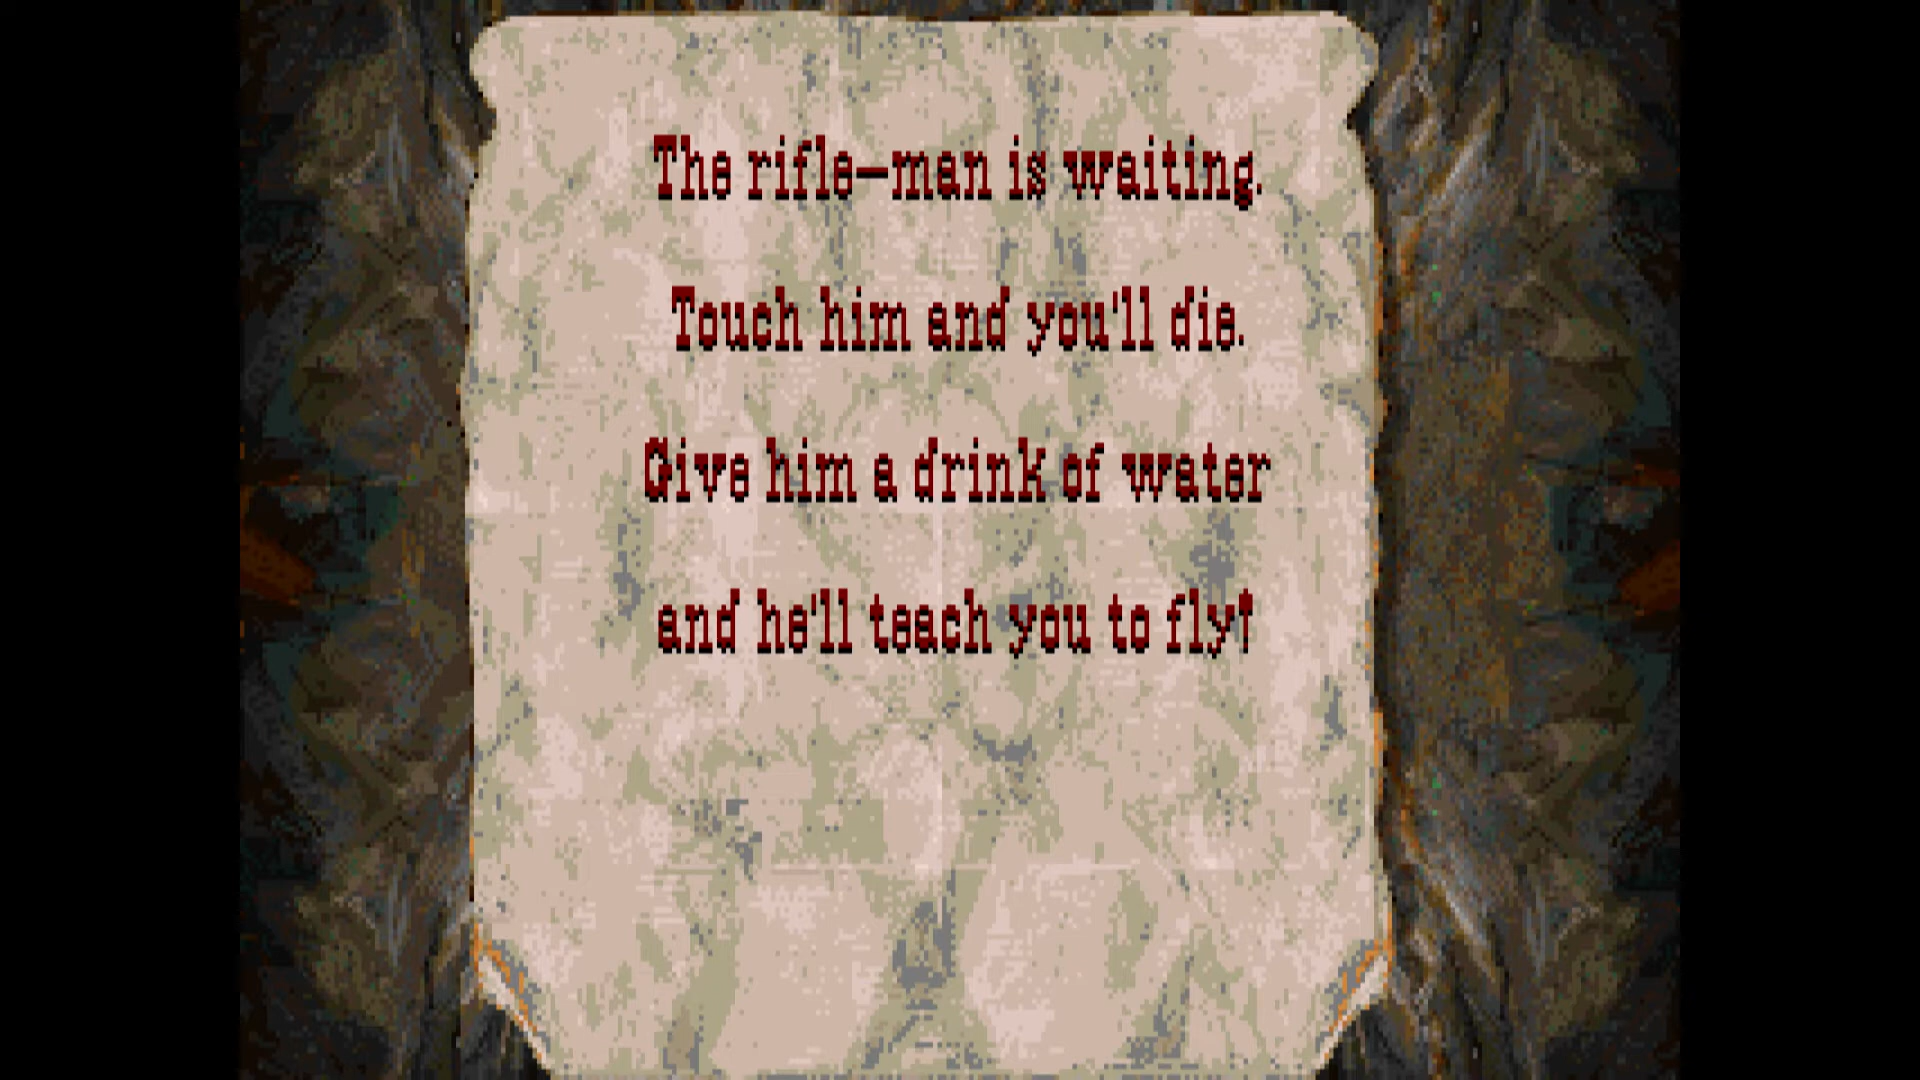 The rifle-man is waiting.
Touch him and you'll die.
Give him a drink of water
and he'll teach you to fly!